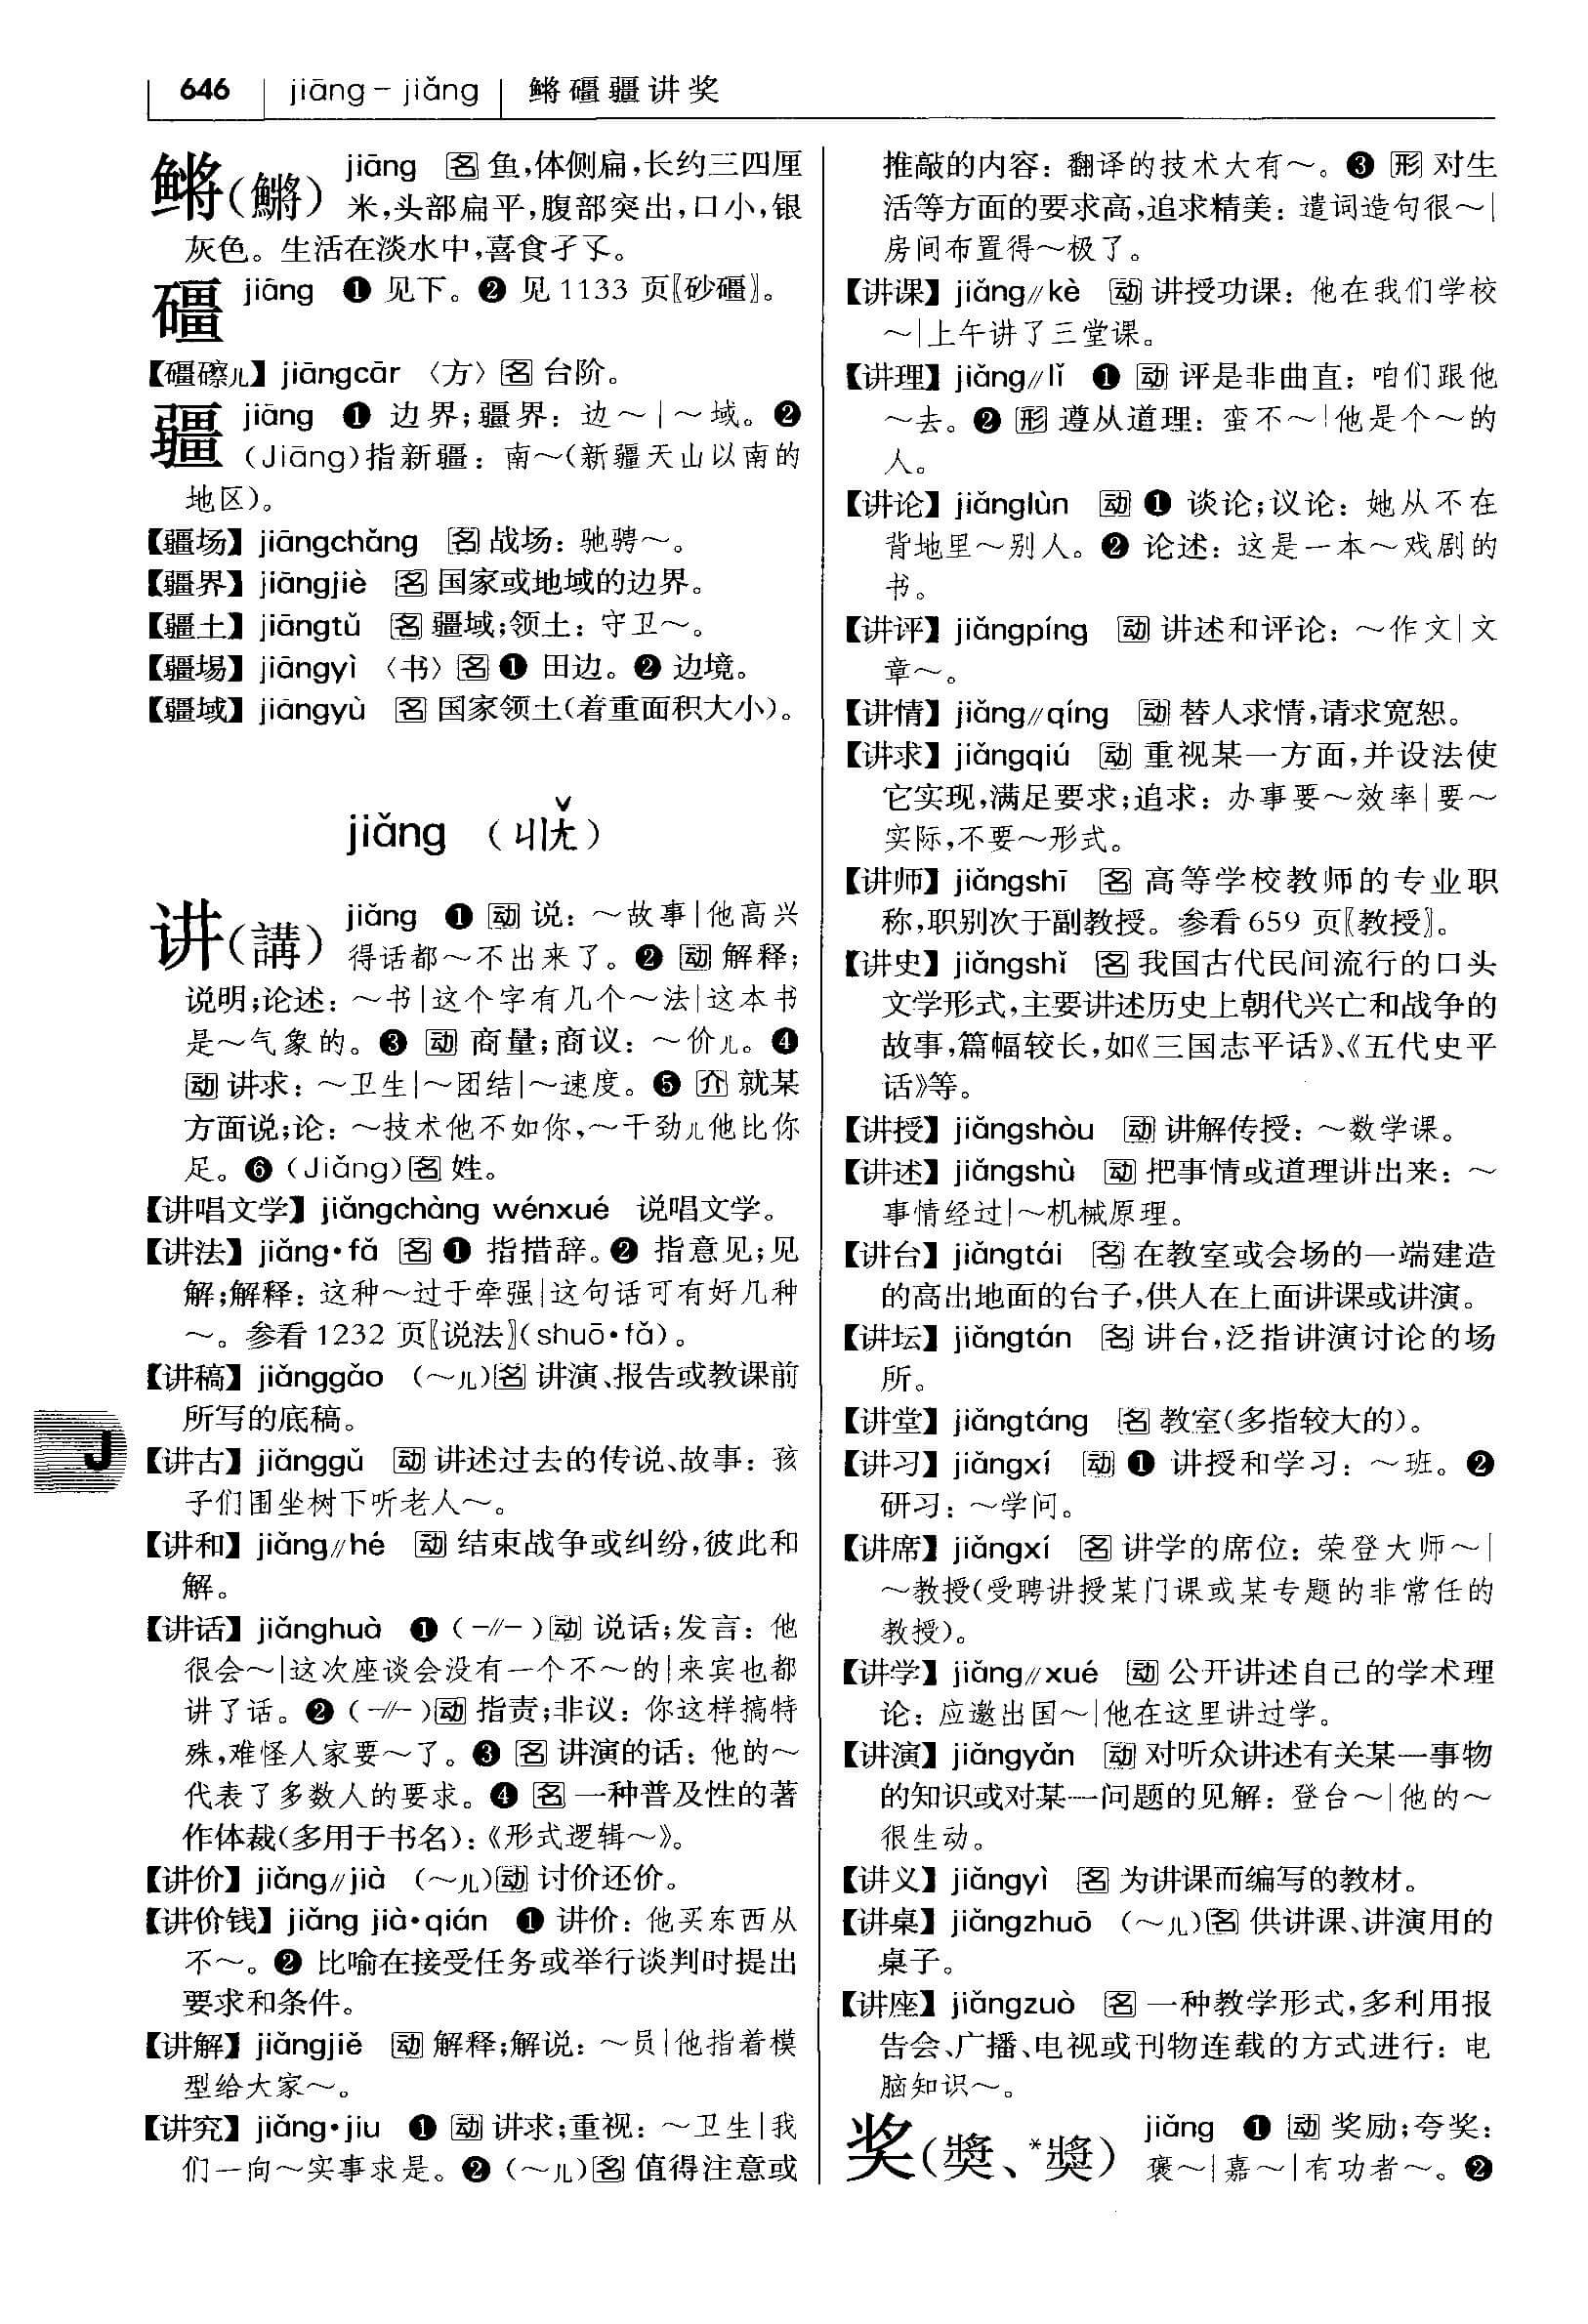 646 jiāng–jiǎng 鳉礓疆讲奖
鳉(鱂) jiāng 名 鱼,体侧扁,长约三四厘
米,头部扁平,腹部突出,口小,银
灰色。生活在淡水中,喜食孑孓。
礓 jiāng ❶ 见下。❷ 见1133 页〖砂礓〗。
【礓礤儿】jiāngcār 〈方〉名 台阶。
疆 jiāng ❶ 边界;疆界:边～|～域。❷
(Jiāng)指新疆:南～(新疆天山以南的
地区)。
【疆场】jiāngchǎng 名 战场:驰骋～。
【疆界】jiāngjiè 名 国家或地域的边界。
【疆土】jiāngtǔ 名 疆域;领土:守卫～。
【疆埸】jiāngyì 〈书〉名 ❶ 田边。❷ 边境。
【疆域】jiāngyù 名 国家领土(着重面积大小)。
jiǎng (ㄐㄧㄤˇ)
讲(講) jiǎng ❶ 动 说:～故事|他高兴
得话都～不出来了。❷ 动 解释;
说明;论述:～书|这个字有几个～法|这本书
是～气象的。❸ 动 商量;商议:～价儿。❹
动 讲求:～卫生|～团结|～速度。❺ 介 就某
方面说;论:～技术他不如你,～干劲儿他比你
足。❻ (Jiǎng)名 姓。
【讲唱文学】jiǎngchàng wénxué 说唱文学。
【讲法】jiǎng•fǎ 名 ❶ 指措辞。❷ 指意见;见
解;解释:这种～过于牵强|这句话可有好几种
～。参看1232 页〖说法〗(shuō•fǎ)。
【讲稿】jiǎnggǎo (～儿)名 讲演、报告或教课前
所写的底稿。
【讲古】jiǎnggǔ 动 讲述过去的传说、故事:孩
子们围坐树下听老人～。
【讲和】jiǎng∥hé 动 结束战争或纠纷,彼此和
解。
【讲话】jiǎnghuà ❶ (-∥-)动 说话;发言:他
很会～|这次座谈会没有一个不～的|来宾也都
讲了话。❷ (-∥-)动 指责;非议:你这样搞特
殊,难怪人家要～了。❸ 名 讲演的话:他的～
代表了多数人的要求。❹ 名 一种普及性的著
作体裁(多用于书名):《形式逻辑～》。
【讲价】jiǎng∥jià (～儿)动 讨价还价。
【讲价钱】jiǎng jià•qián ❶ 讲价:他买东西从
不～。❷ 比喻在接受任务或举行谈判时提出
要求和条件。
【讲解】jiǎngjiě 动 解释;解说:～员|他指着模
型给大家～。
【讲究】jiǎng•jiu ❶ 动 讲求;重视:～卫生|我
们一向～实事求是。❷ (～儿)名 值得注意或
J
推敲的内容:翻译的技术大有～。❸ 形 对生
活等方面的要求高,追求精美:遣词造句很～|
房间布置得～极了。
【讲课】jiǎng∥kè 动 讲授功课:他在我们学校
～|上午讲了三堂课。
【讲理】jiǎng∥lǐ ❶ 动 评是非曲直:咱们跟他
～去。❷ 形 遵从道理:蛮不～|他是个～的
人。
【讲论】jiǎnglùn 动 ❶ 谈论;议论:她从不在
背地里～别人。❷ 论述:这是一本～戏剧的
书。
【讲评】jiǎngpíng 动 讲述和评论:～作文|文
章～。
【讲情】jiǎng∥qíng 动 替人求情,请求宽恕。
【讲求】jiǎngqiú 动 重视某一方面,并设法使
它实现,满足要求;追求:办事要～效率|要～
实际,不要～形式。
【讲师】jiǎngshī 名 高等学校教师的专业职
称,职别次于副教授。参看659 页〖教授〗。
【讲史】jiǎngshǐ 名 我国古代民间流行的口头
文学形式,主要讲述历史上朝代兴亡和战争的
故事,篇幅较长,如《三国志平话》、《五代史平
话》等。
【讲授】jiǎngshòu 动 讲解传授:～数学课。
【讲述】jiǎngshù 动 把事情或道理讲出来:～
事情经过|～机械原理。
【讲台】jiǎngtái 名 在教室或会场的一端建造
的高出地面的台子,供人在上面讲课或讲演。
【讲坛】jiǎngtán 名 讲台,泛指讲演讨论的场
所。
【讲堂】jiǎngtáng 名 教室(多指较大的)。
【讲习】jiǎngxí 动 ❶ 讲授和学习:～班。❷
研习:～学问。
【讲席】jiǎngxí 名 讲学的席位:荣登大师～|
～教授(受聘讲授某门课或某专题的非常任的
教授)。
【讲学】jiǎng∥xué 动 公开讲述自己的学术理
论:应邀出国～|他在这里讲过学。
【讲演】jiǎngyǎn 动 对听众讲述有关某一事物
的知识或对某一问题的见解:登台～|他的～
很生动。
【讲义】jiǎngyì 名 为讲课而编写的教材。
【讲桌】jiǎngzhuō (～儿)名 供讲课、讲演用的
桌子。
【讲座】jiǎngzuò 名 一种教学形式,多利用报
告会、广播、电视或刊物连载的方式进行:电
脑知识～。
奖(奬、*獎) jiǎng ❶ 动 奖励;夸奖:
褒～|嘉～|有功者～。❷